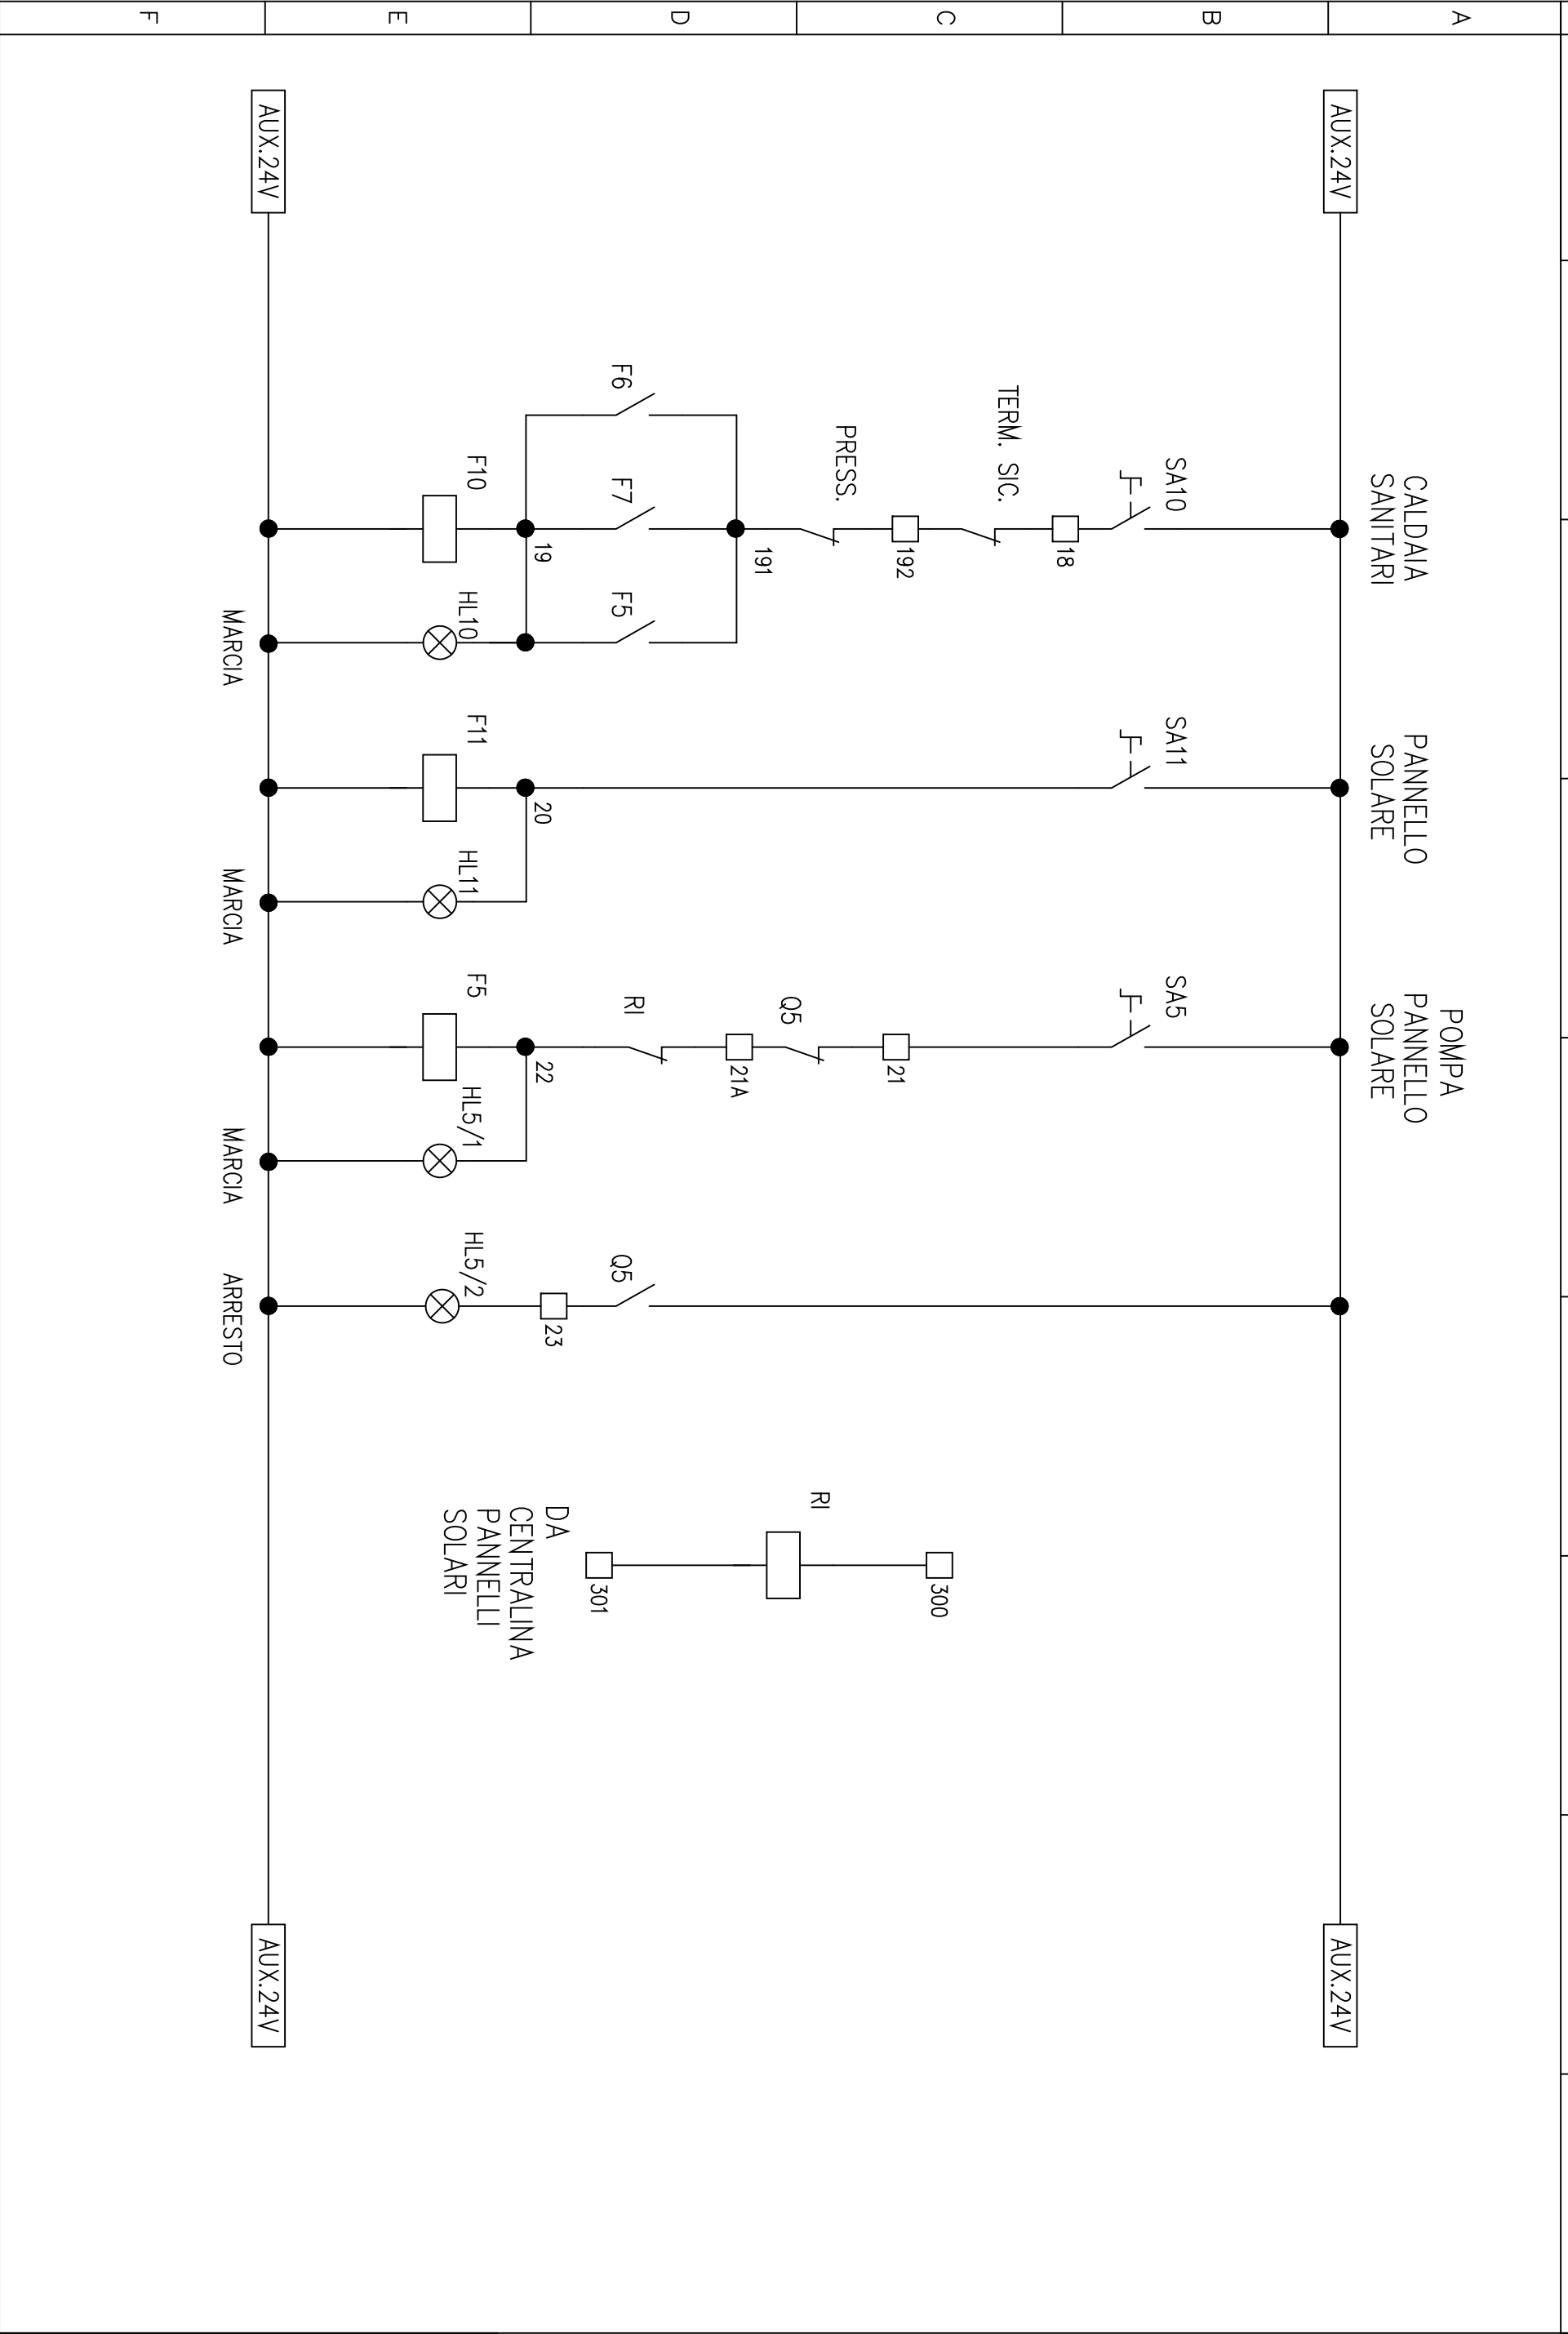 A
B
C
D
E
F
AUX.24V
AUX.24V
CALDAIA
SANITARI
SA10
18
TERM. SIC.
192
PRESS.
191
F6
F7
F5
19
F10
HL10
MARCIA
PANNELLO
SOLARE
SA11
20
F11
HL11
MARCIA
POMPA
PANNELLO
SOLARE
SA5
21
Q5
21A
RI
22
F5
HL5/1
MARCIA
Q5
23
HL5/2
ARRESTO
300
RI
301
DA
CENTRALINA
PANNELLI
SOLARI
AUX.24V
AUX.24V